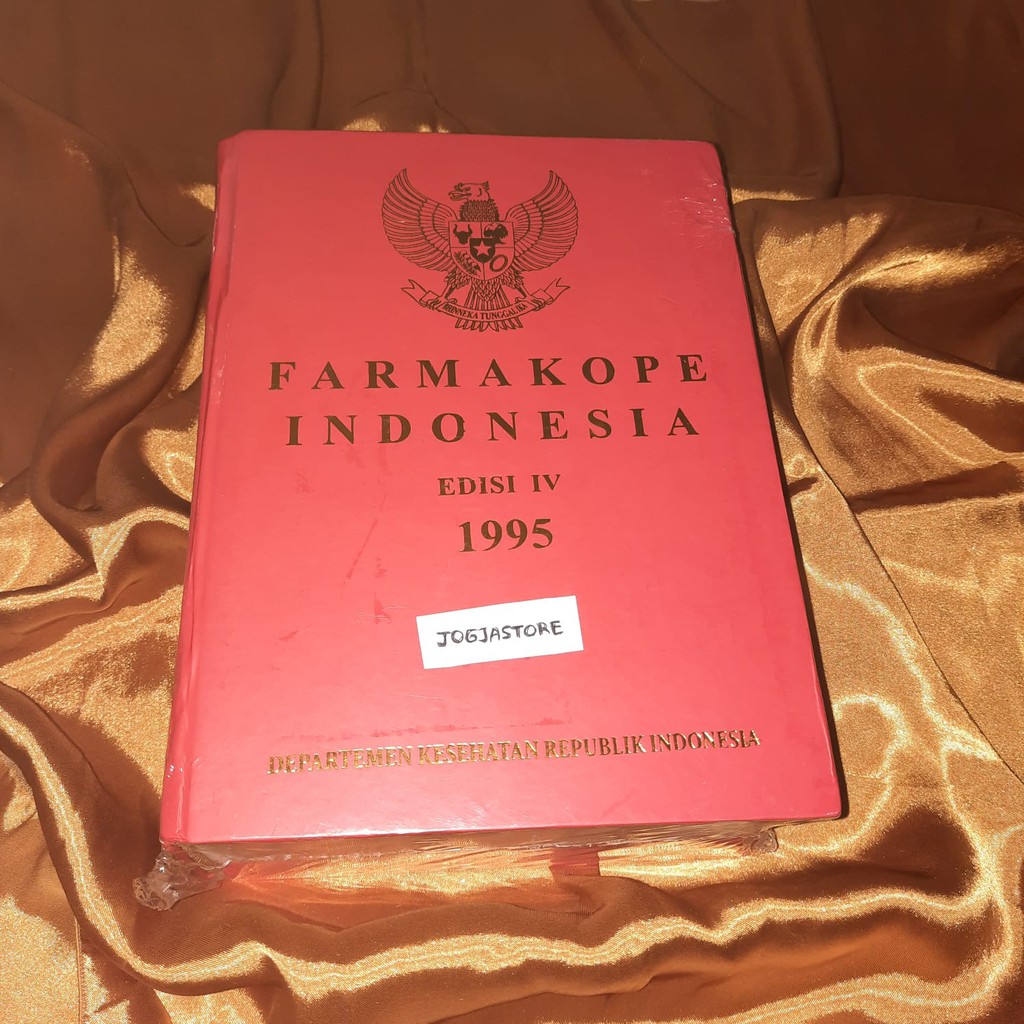 BHINNEKA TUNGGAL IKA
FARMAKOPE
INDONESIA
EDISI IV
1995
JOGJASTORE
DEPARTEMEN KESEHATAN REPUBLIK INDONESIA